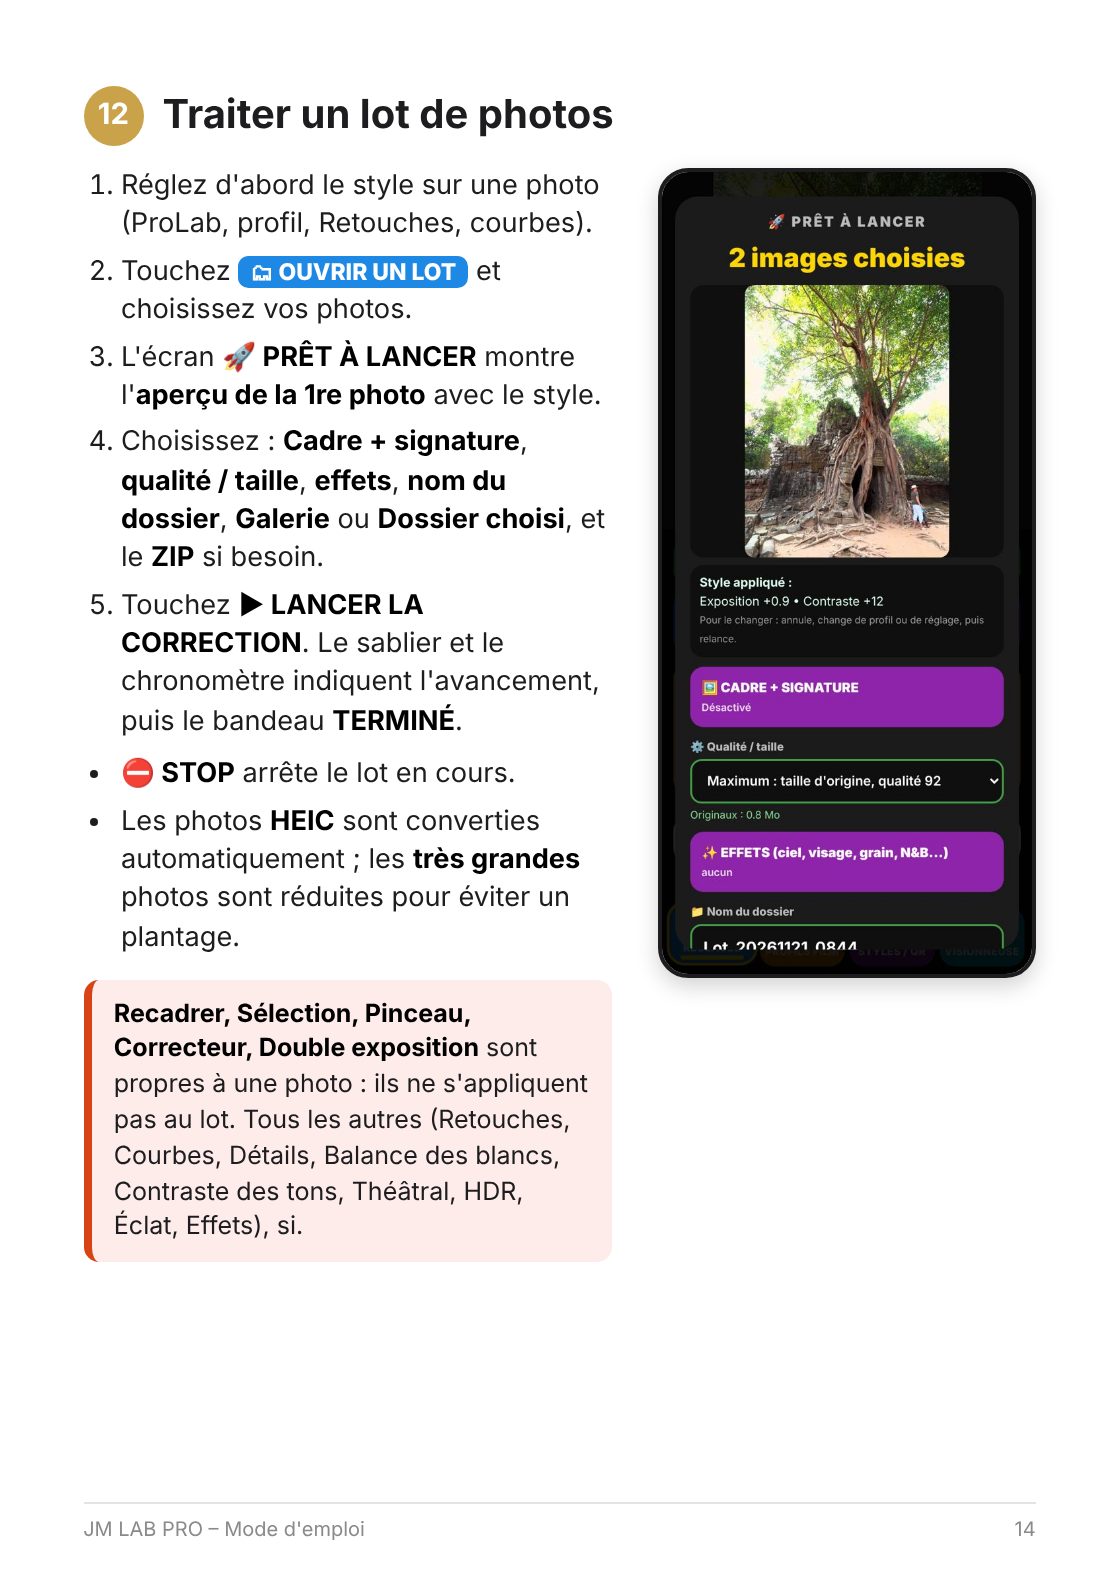 12 Traiter un lot de photos
1. Réglez d'abord le style sur une photo
(ProLab, profil, Retouches, courbes).
2. Touchez 🗂 OUVRIR UN LOT et
choisissez vos photos.
3. L'écran 🚀 PRÊT À LANCER montre
l'aperçu de la 1re photo avec le style.
4. Choisissez : Cadre + signature,
qualité / taille, effets, nom du
dossier, Galerie ou Dossier choisi, et
le ZIP si besoin.
5. Touchez ▶ LANCER LA
CORRECTION. Le sablier et le
chronomètre indiquent l'avancement,
puis le bandeau TERMINÉ.
• ⛔ STOP arrête le lot en cours.
• Les photos HEIC sont converties
automatiquement ; les très grandes
photos sont réduites pour éviter un
plantage.
Recadrer, Sélection, Pinceau,
Correcteur, Double exposition sont
propres à une photo : ils ne s'appliquent
pas au lot. Tous les autres (Retouches,
Courbes, Détails, Balance des blancs,
Contraste des tons, Théâtral, HDR,
Éclat, Effets), si.
🚀 PRÊT À LANCER
2 images choisies
Style appliqué :
Exposition +0.9 • Contraste +12
Pour le changer : annule, change de profil ou de réglage, puis
relance.
🖼️ CADRE + SIGNATURE
Désactivé
⚙️ Qualité / taille
Maximum : taille d'origine, qualité 92
Originaux : 0.8 Mo
✨ EFFETS (ciel, visage, grain, N&B...)
aucun
📁 Nom du dossier
Lot_20261121_0844
VISIONNEUSE
JM LAB PRO – Mode d'emploi
14